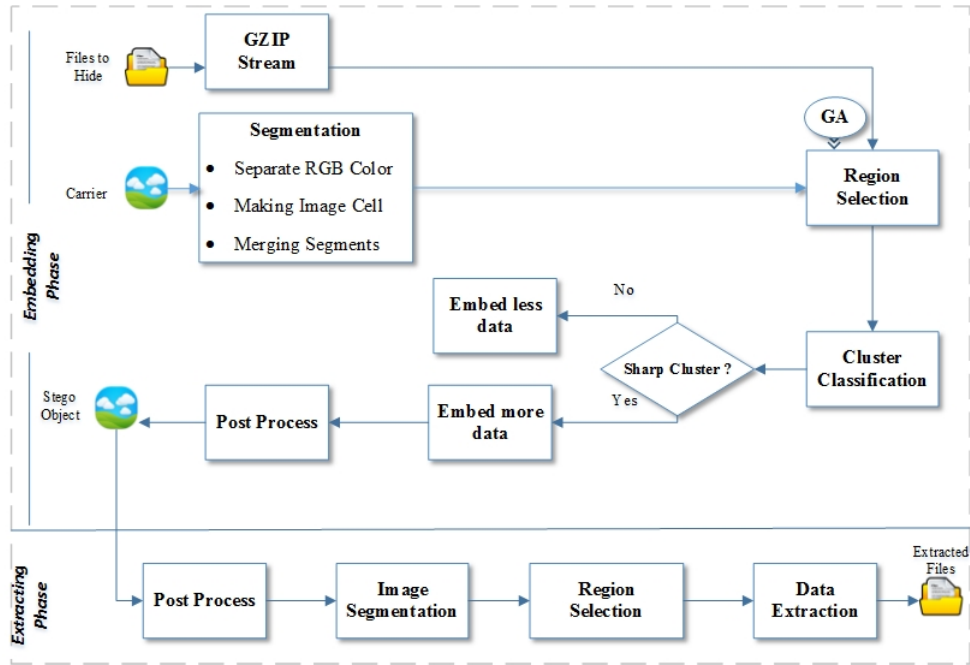 Files to
Hide
GZIP
Stream
GA
Carrier
Segmentation
• Separate RGB Color
• Making Image Cell
• Merging Segments
Region
Selection
Embedding
Phase
No
Embed less
data
Sharp Cluster ?
Cluster
Classification
Yes
Stego
Object
Post Process
Embed more
data
Extracting
Phase
Post Process
Image
Segmentation
Region
Selection
Data
Extraction
Extracted
Files